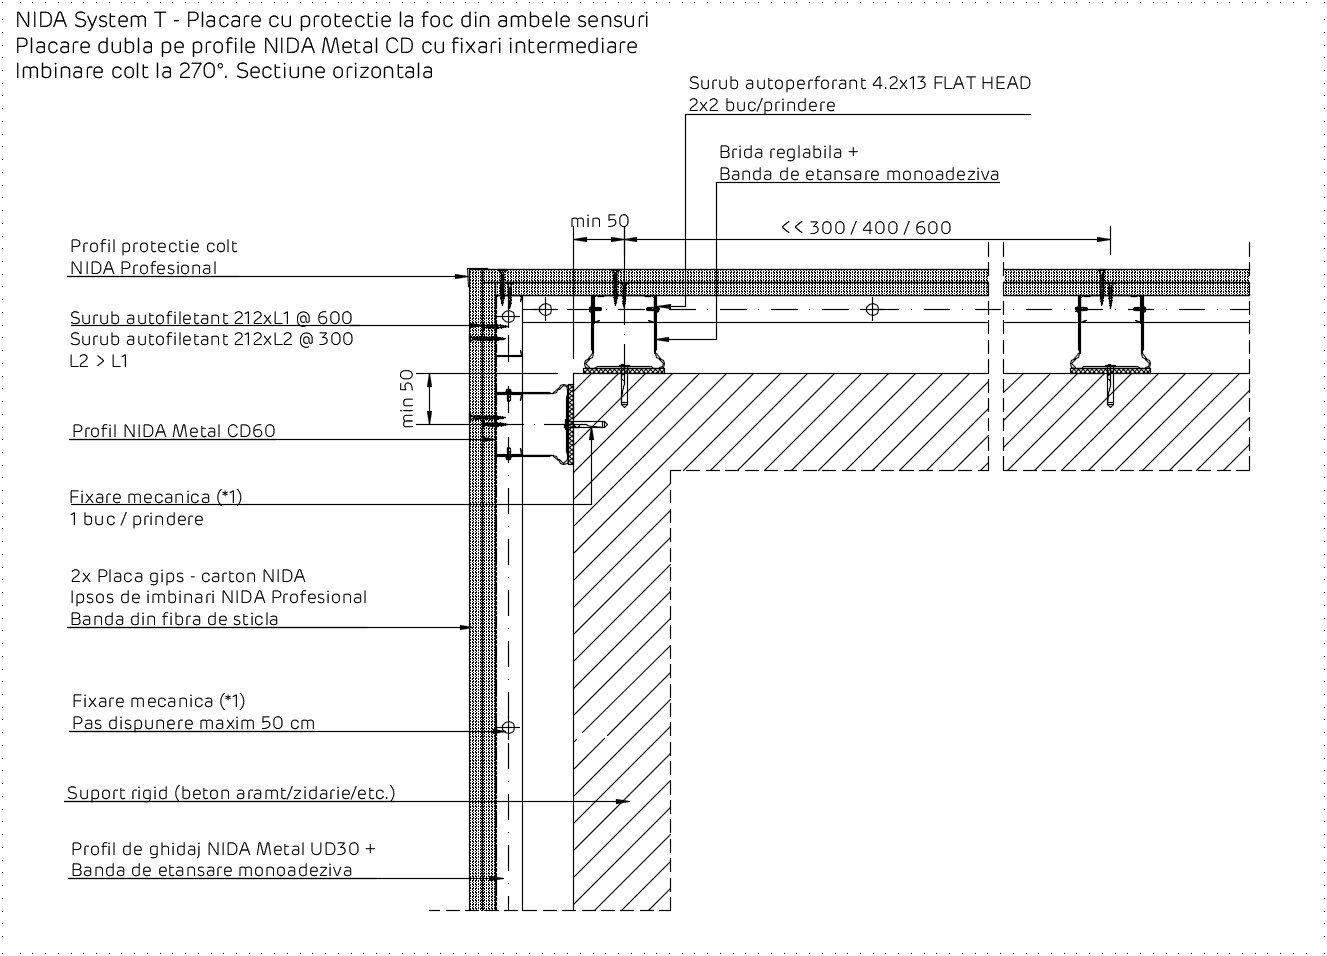 NIDA System T - Placare cu protectie la foc din ambele sensuri
Placare dubla pe profile NIDA Metal CD cu fixari intermediare
Imbinare colt la 270°. Sectiune orizontala
Surub autoperforant 4.2x13 FLAT HEAD
2x2 buc/prindere
Brida reglabila +
Banda de etansare monoadeziva
min 50
<< 300 / 400 / 600
Profil protectie colt
NIDA Profesional
Surub autofiletant 212xL1 @ 600
Surub autofiletant 212xL2 @ 300
L2 > L1
min 50
Profil NIDA Metal CD60
Fixare mecanica (*1)
1 buc / prindere
2x Placa gips - carton NIDA
Ipsos de imbinari NIDA Profesional
Banda din fibra de sticla
Fixare mecanica (*1)
Pas dispunere maxim 50 cm
Suport rigid (beton aramt/zidarie/etc.)
Profil de ghidaj NIDA Metal UD30 +
Banda de etansare monoadeziva